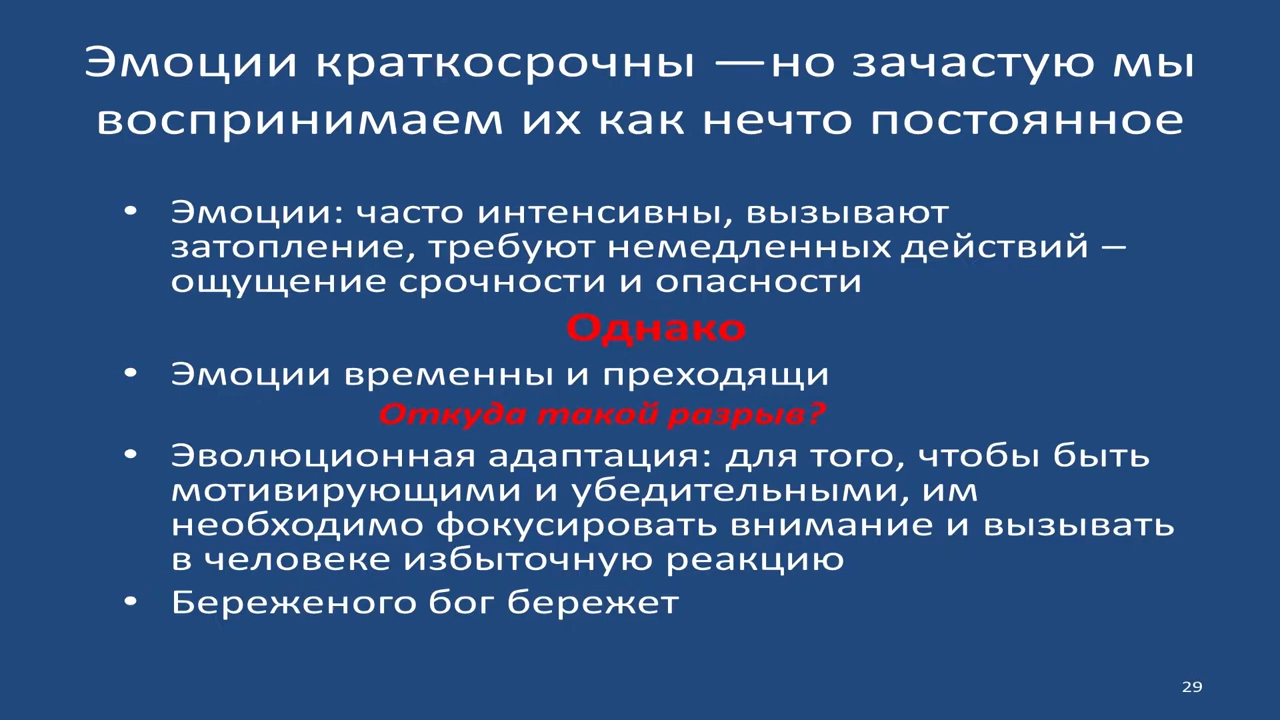 Эмоции краткосрочны —но зачастую мы
воспринимаем их как нечто постоянное
• Эмоции: часто интенсивны, вызывают
затопление, требуют немедленных действий –
ощущение срочности и опасности
Однако
• Эмоции временны и преходящи
Откуда такой разрыв?
• Эволюционная адаптация: для того, чтобы быть
мотивирующими и убедительными, им
необходимо фокусировать внимание и вызывать
в человеке избыточную реакцию
• Береженого бог бережет
29